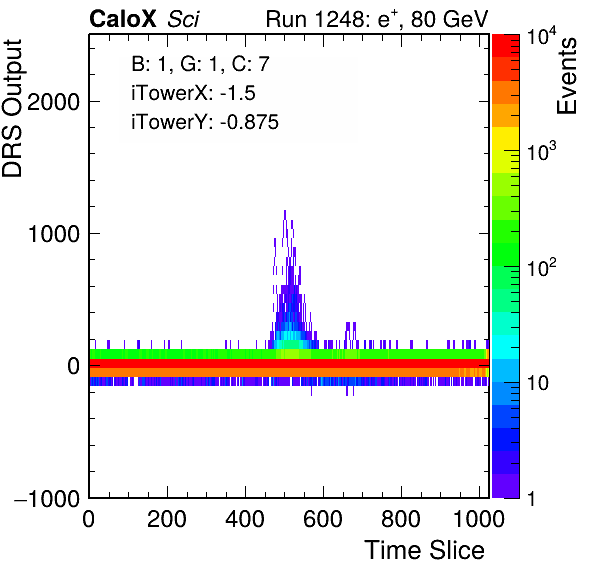 CaloX Sci Run 1248: e⁺, 80 GeV
B: 1, G: 1, C: 7
iTowerX: -1.5
iTowerY: -0.875
DRS Output
2000
1000
0
−1000
0 200 400 600 800 1000
Time Slice
Events
10⁴
10³
10²
10
1